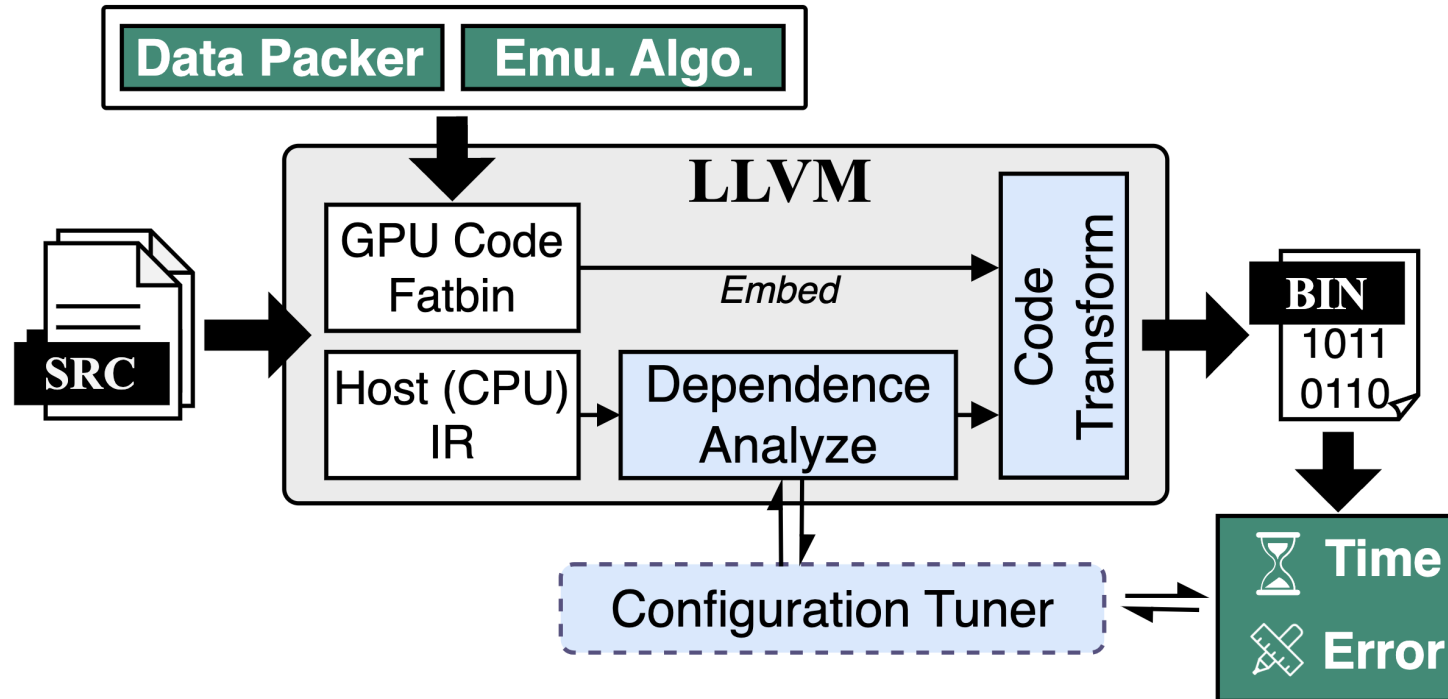 Data Packer
Emu. Algo.
LLVM
GPU Code
Fatbin
Embed
Code
Transform
SRC
Host (CPU)
IR
Dependence
Analyze
BIN
1011
0110
Configuration Tuner
Time
Error